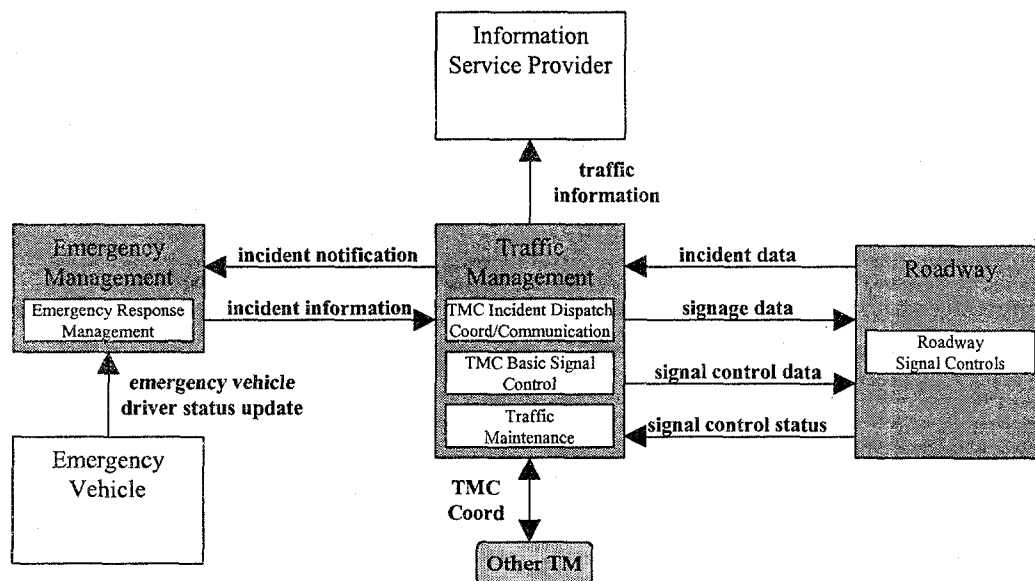 Information
Service Provider
traffic
information
Emergency
Management
Emergency Response
Management
incident notification
incident information
Traffic
Management
TMC Incident Dispatch
Coord/Communication
TMC Basic Signal
Control
Traffic
Maintenance
incident data
signage data
signal control data
signal control status
Roadway
Roadway
Signal Controls
emergency vehicle
driver status update
Emergency
Vehicle
TMC
Coord
Other TM